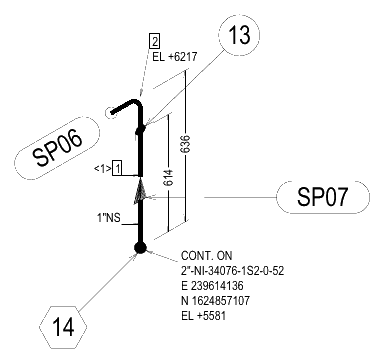 13
2
EL +6217
SP06
636
<1> 1
614
SP07
1"NS
CONT. ON
2"-NI-34076-1S2-0-52
E 239614136
N 1624857107
EL +5581
14